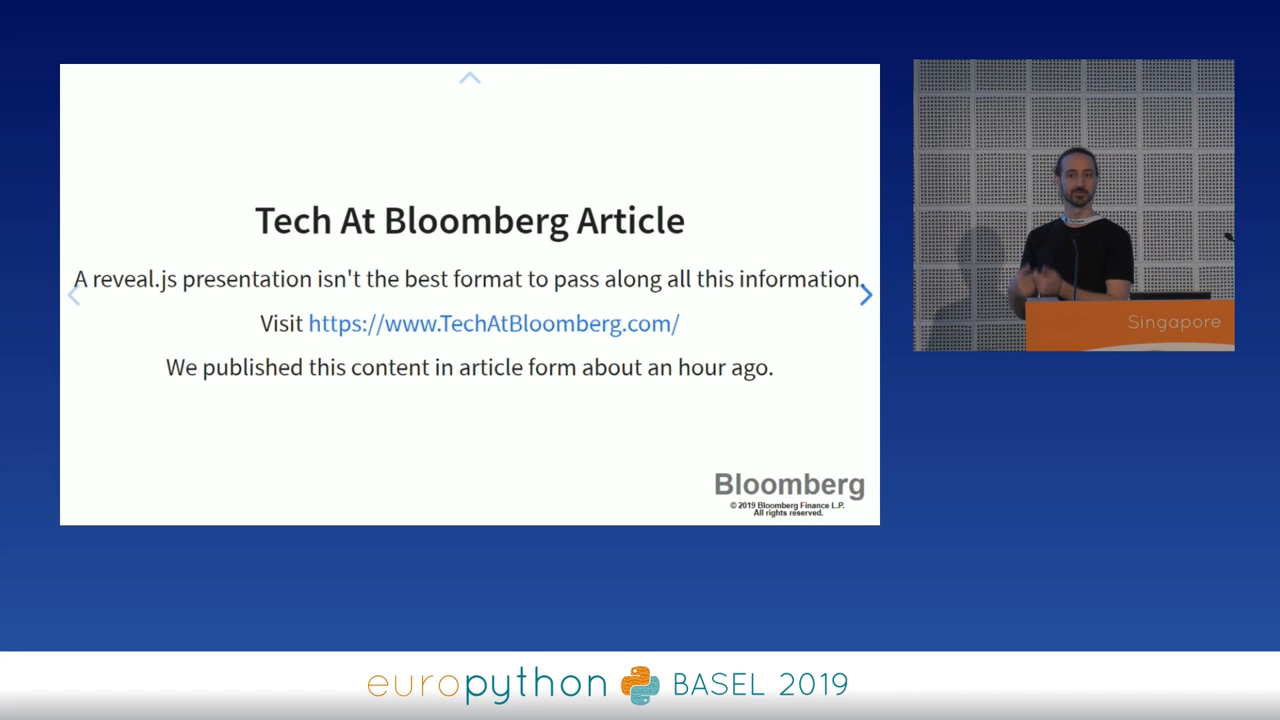 Tech At Bloomberg Article
A reveal.js presentation isn't the best format to pass along all this information.
Visit https://www.TechAtBloomberg.com/
We published this content in article form about an hour ago.
Bloomberg
© 2019 Bloomberg Finance L.P.
All rights reserved.
Singapore
europython BASEL 2019